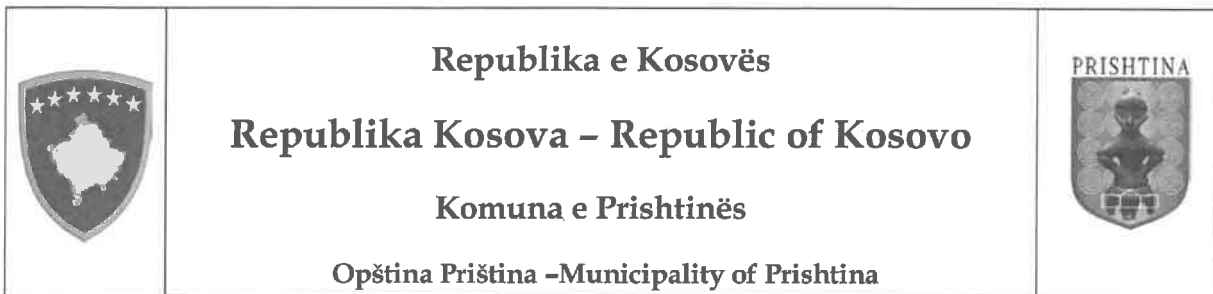 Republika e Kosovës
Republika Kosova – Republic of Kosovo
Komuna e Prishtinës
Opština Priština –Municipality of Prishtina
PRISHTINA